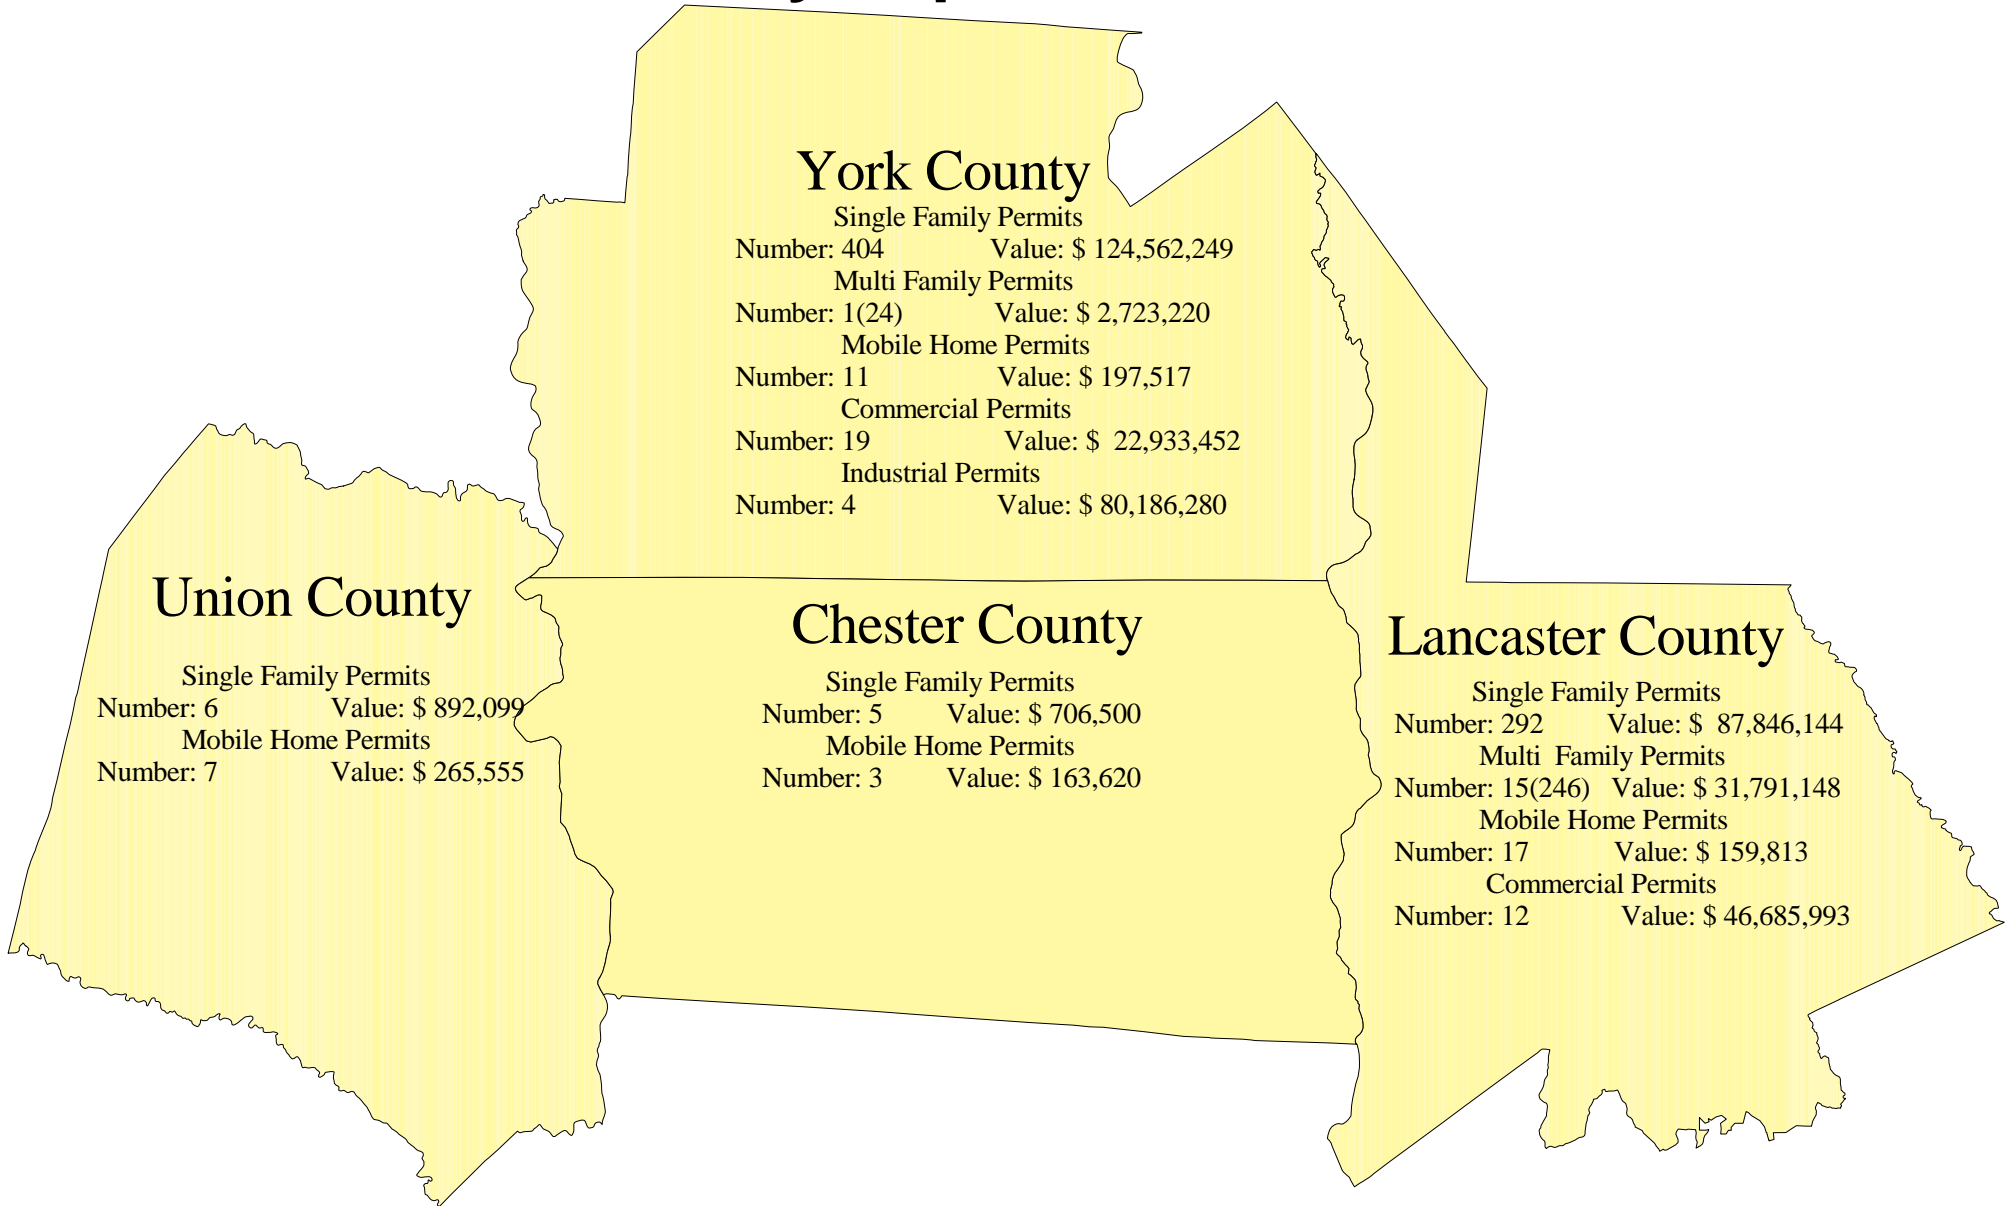 York County
Single Family Permits
Number: 404 Value: $ 124,562,249
Multi Family Permits
Number: 1(24) Value: $ 2,723,220
Mobile Home Permits
Number: 11 Value: $ 197,517
Commercial Permits
Number: 19 Value: $ 22,933,452
Industrial Permits
Number: 4 Value: $ 80,186,280
Union County
Single Family Permits
Number: 6 Value: $ 892,099
Mobile Home Permits
Number: 7 Value: $ 265,555
Chester County
Single Family Permits
Number: 5 Value: $ 706,500
Mobile Home Permits
Number: 3 Value: $ 163,620
Lancaster County
Single Family Permits
Number: 292 Value: $ 87,846,144
Multi Family Permits
Number: 15(246) Value: $ 31,791,148
Mobile Home Permits
Number: 17 Value: $ 159,813
Commercial Permits
Number: 12 Value: $ 46,685,993